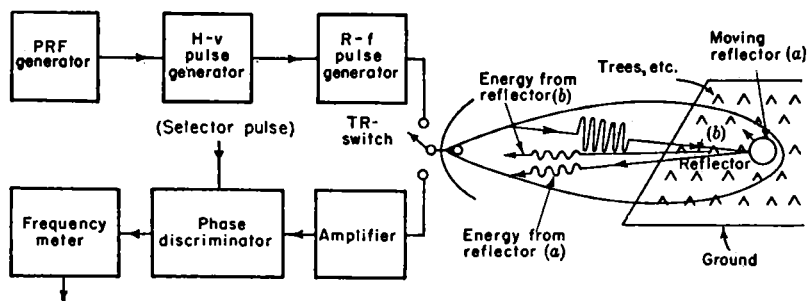 PRF
generator
H-v
pulse
generator
R-f
pulse
generator
Moving
reflector (a)
Trees, etc.
Energy from
reflector (b)
TR-
switch
(b)
Reflector
(Selector pulse)
Frequency
meter
Phase
discriminator
Amplifier
Energy from
reflector (a)
Ground